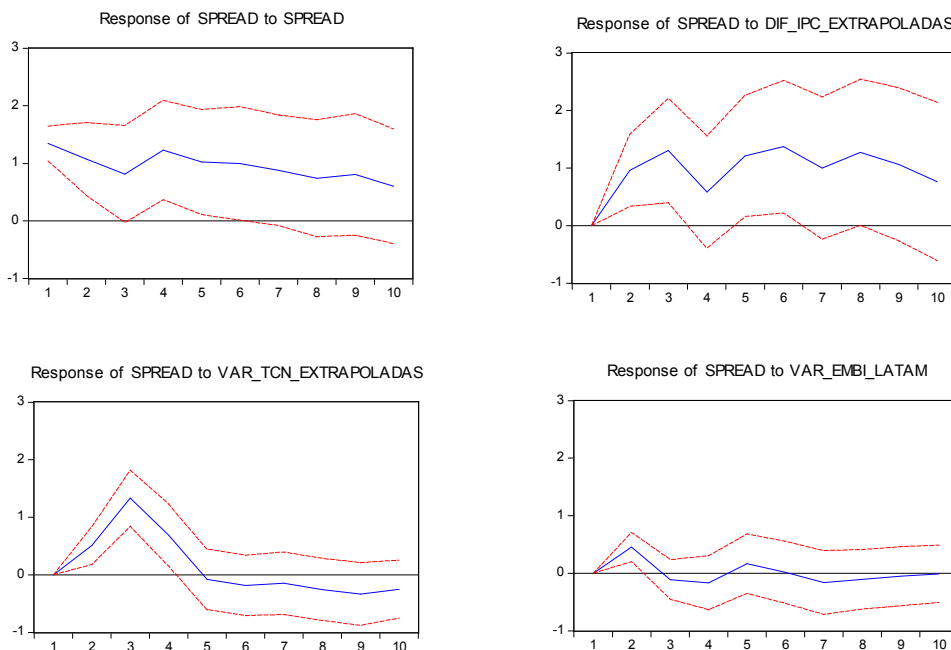 Response of SPREAD to SPREAD
3
2
1
0
-1
1 2 3 4 5 6 7 8 9 10
Response of SPREAD to DIF_IPC_EXTRAPOLADAS
3
2
1
0
-1
1 2 3 4 5 6 7 8 9 10
Response of SPREAD to VAR_TCN_EXTRAPOLADAS
3
2
1
0
-1
1 2 3 4 5 6 7 8 9 10
Response of SPREAD to VAR_EMBI_LATAM
3
2
1
0
-1
1 2 3 4 5 6 7 8 9 10